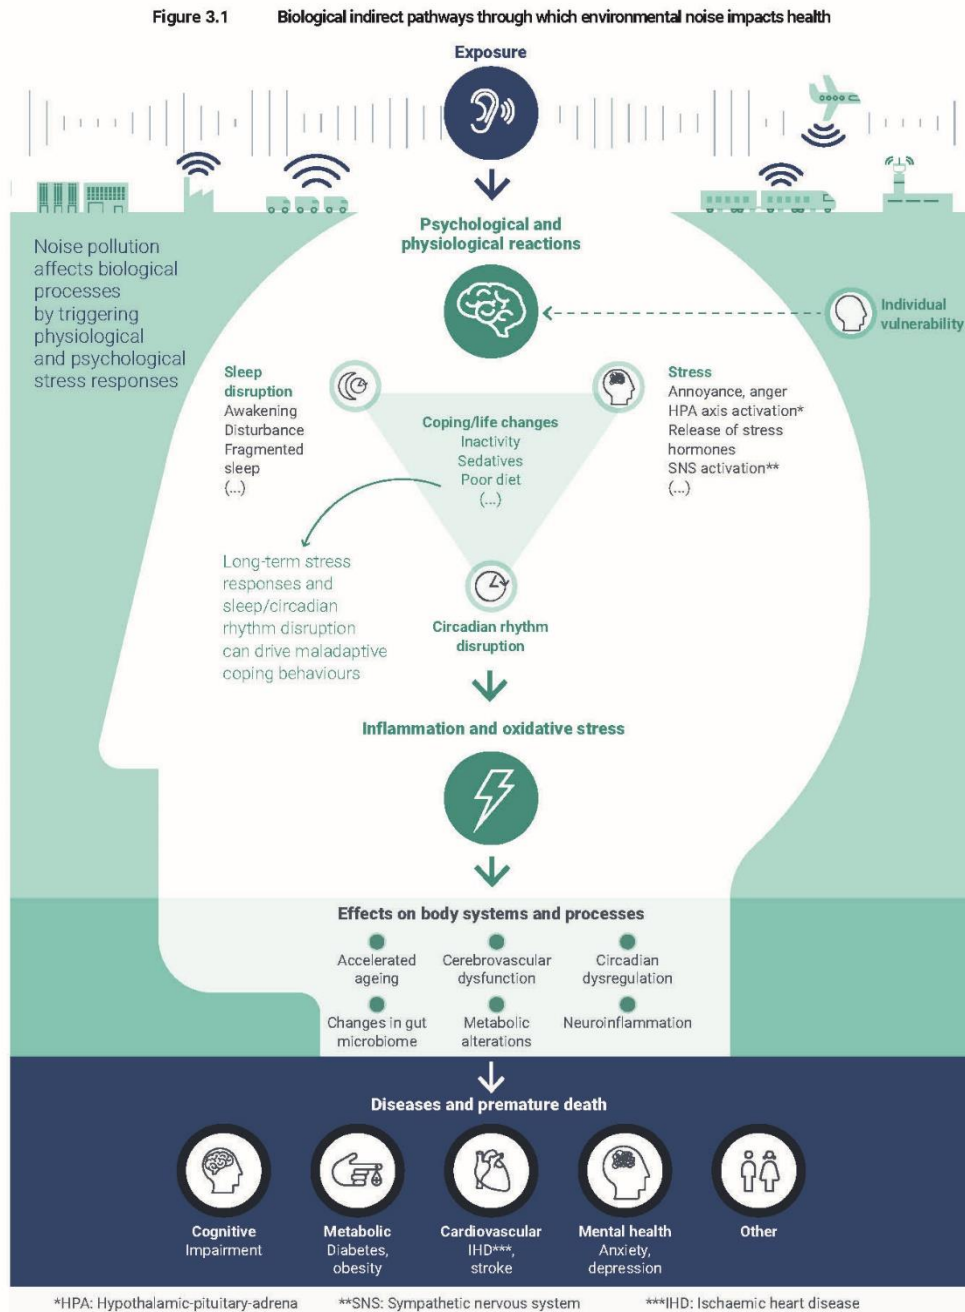 Figure 3.1 Biological indirect pathways through which environmental noise impacts health
Exposure
Psychological and
physiological reactions
Noise pollution
affects biological
processes
by triggering
physiological
and psychological
stress responses
Individual
vulnerability
Sleep
disruption
Awakening
Disturbance
Fragmented
sleep
(...)
Coping/life changes
Inactivity
Sedatives
Poor diet
(...)
Stress
Annoyance, anger
HPA axis activation*
Release of stress
hormones
SNS activation**
(...)
Long-term stress
responses and
sleep/circadian
rhythm disruption
can drive maladaptive
coping behaviours
Circadian rhythm
disruption
Inflammation and oxidative stress
Effects on body systems and processes
Accelerated
ageing
Cerebrovascular
dysfunction
Circadian
dysregulation
Changes in gut
microbiome
Metabolic
alterations
Neuroinflammation
Diseases and premature death
Cognitive
Impairment
Metabolic
Diabetes,
obesity
Cardiovascular
IHD***,
stroke
Mental health
Anxiety,
depression
Other
*HPA: Hypothalamic-pituitary-adrena **SNS: Sympathetic nervous system ***IHD: Ischaemic heart disease